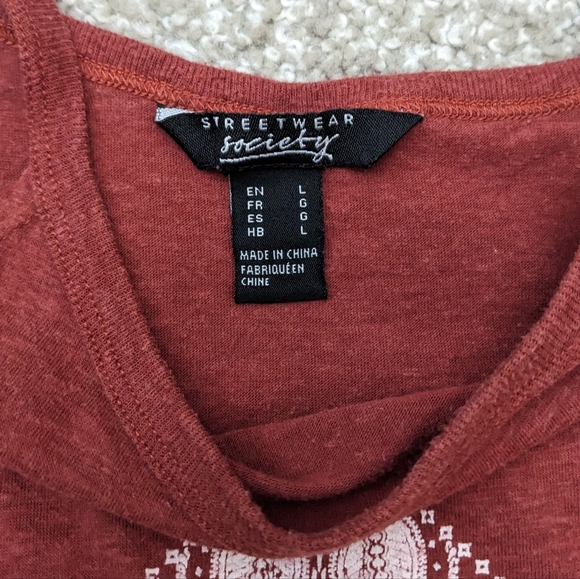 STREETWEAR
society
EN L
FR G
ES G
HB L
MADE IN CHINA
FABRIQUÉEN
CHINE